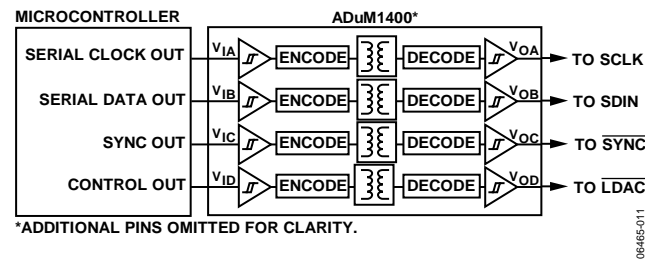 MICROCONTROLLER
ADuM1400*
SERIAL CLOCK OUT
VIA
ENCODE
DECODE
VOA
TO SCLK
SERIAL DATA OUT
VIB
ENCODE
DECODE
VOB
TO SDIN
SYNC OUT
VIC
ENCODE
DECODE
VOC
TO SYNC
CONTROL OUT
VID
ENCODE
DECODE
VOD
TO LDAC
*ADDITIONAL PINS OMITTED FOR CLARITY.
06465-011